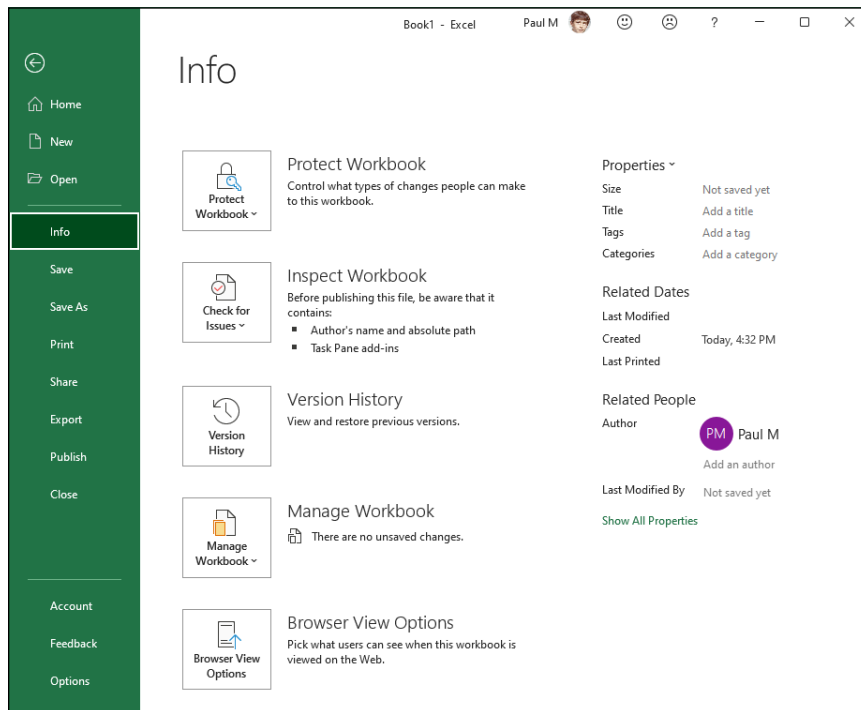 Book1 - Excel
Paul M
?
Info
Home
New
Open
Info
Save
Save As
Print
Share
Export
Publish
Close
Account
Feedback
Options
Protect
Workbook
Protect Workbook
Control what types of changes people can make
to this workbook.
Check for
Issues
Inspect Workbook
Before publishing this file, be aware that it
contains:
Author's name and absolute path
Task Pane add-ins
Version
History
Version History
View and restore previous versions.
Manage
Workbook
Manage Workbook
There are no unsaved changes.
Browser View
Options
Browser View Options
Pick what users can see when this workbook is
viewed on the Web.
Properties
Size Not saved yet
Title Add a title
Tags Add a tag
Categories Add a category
Related Dates
Last Modified
Created Today, 4:32 PM
Last Printed
Related People
Author
PM Paul M
Add an author
Last Modified By Not saved yet
Show All Properties